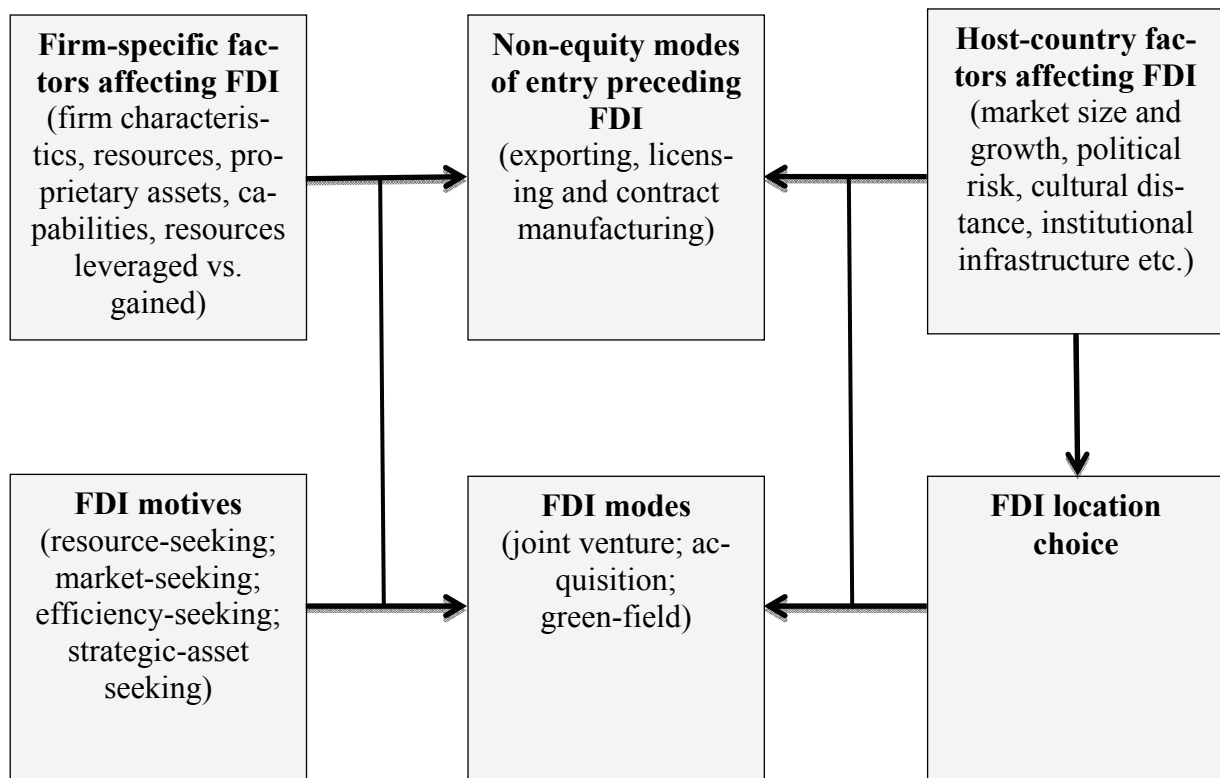 Firm-specific fac-
tors affecting FDI
(firm characteris-
tics, resources, pro-
prietary assets, ca-
pabilities, resources
leveraged vs.
gained)
Non-equity modes
of entry preceding
FDI
(exporting, licens-
ing and contract
manufacturing)
Host-country fac-
tors affecting FDI
(market size and
growth, political
risk, cultural dis-
tance, institutional
infrastructure etc.)
FDI motives
(resource-seeking;
market-seeking;
efficiency-seeking;
strategic-asset
seeking)
FDI modes
(joint venture; ac-
quisition;
green-field)
FDI location
choice